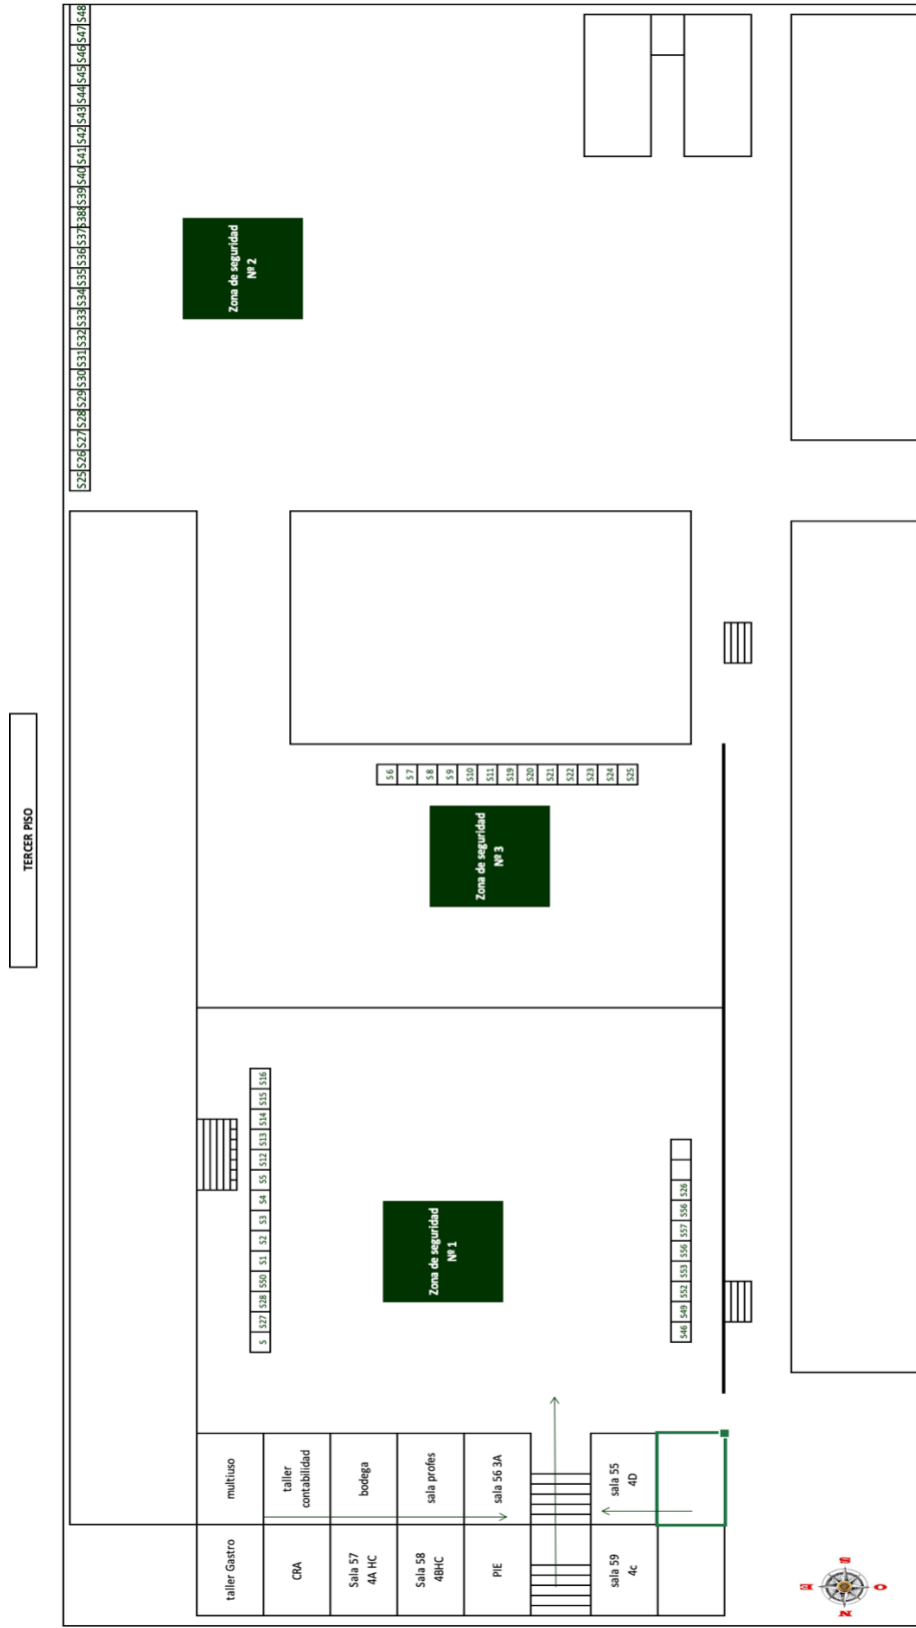 TERCER PISO
S25 S26 S27 S28 S29 S30 S31 S32 S33 S34 S35 S36 S37 S38 S39 S40 S41 S42 S43 S44 S45 S46 S47 S48
Zona de seguridad
Nº 2
S6
S7
S8
S9
S10
S11
S19
S20
S21
S22
S23
S24
S25
Zona de seguridad
Nº 3
S S27 S28 S50 S1 S2 S3 S4 S5 S12 S13 S14 S15 S16
Zona de seguridad
Nº 1
S46 S49 S52 S53 S56 S57 S56 S26
multiuso
taller
contabilidad
bodega
sala profes
sala 56 3A
sala 55
4D
taller Gastro
CRA
Sala 57
4A HC
Sala 58
4BHC
PIE
sala 59
4c
E
S
N
O